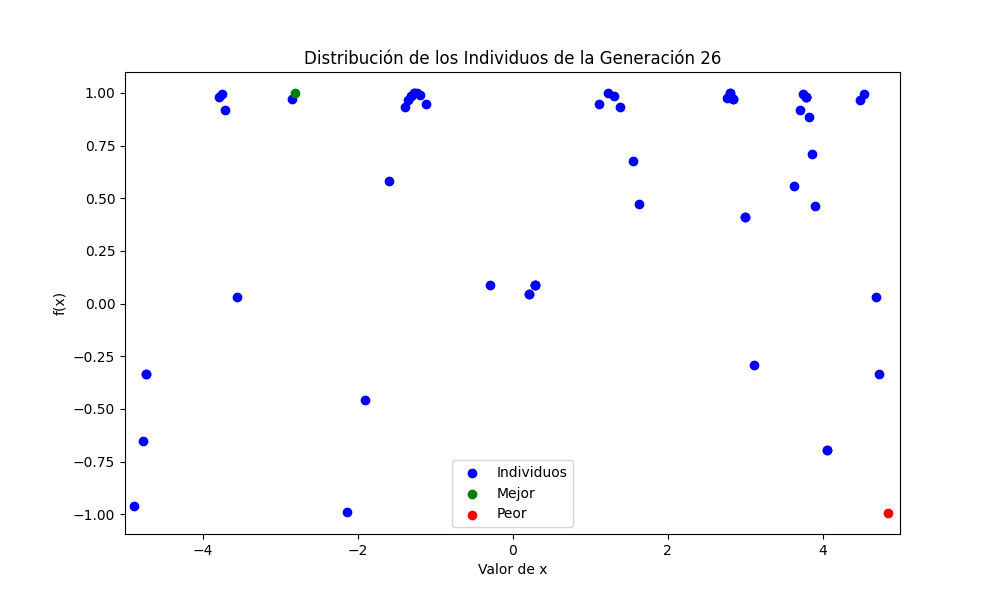 Distribución de los Individuos de la Generación 26
f(x)
1.00
0.75
0.50
0.25
0.00
−0.25
−0.50
−0.75
−1.00
Individuos
Mejor
Peor
−4
−2
0
2
4
Valor de x